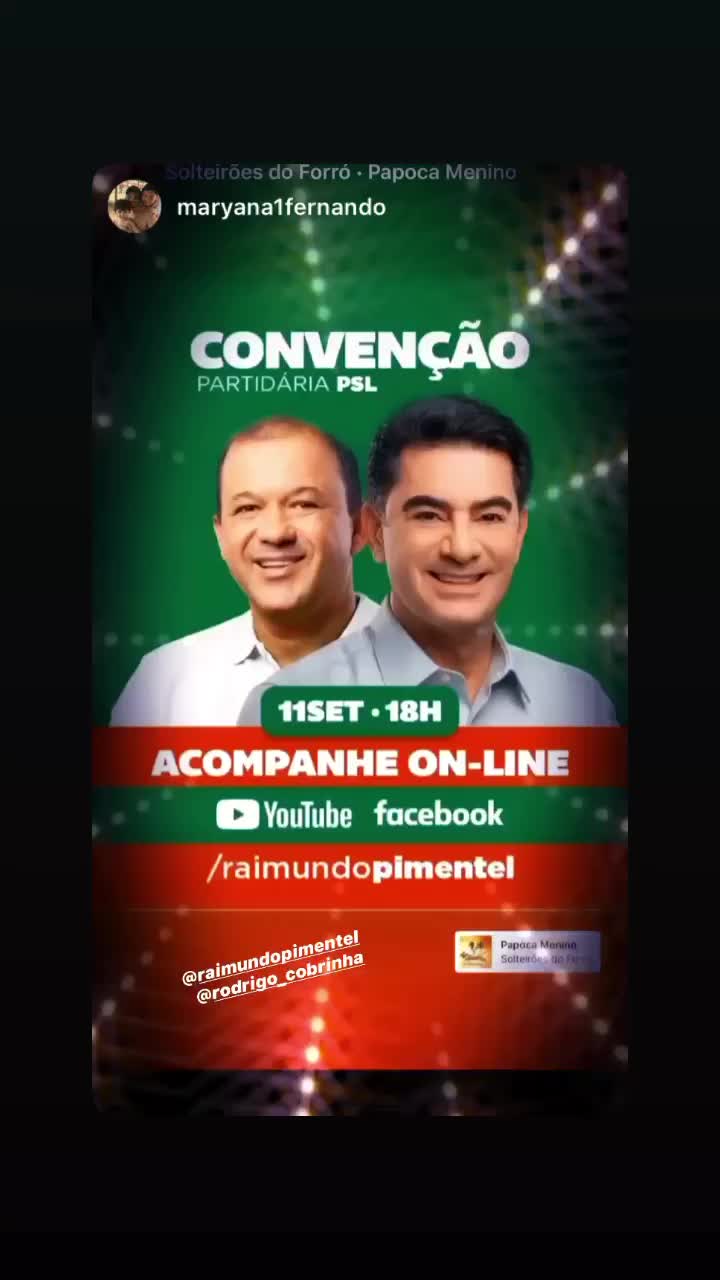 Solteirões do Forró • Papoca Menino
maryana1fernando
CONVENÇÃO
PARTIDÁRIA PSL
11SET • 18H
ACOMPANHE ON-LINE
YouTube facebook
/raimundopimentel
@raimundopimentel
@rodrigo_cobrinha
Papoca Menino
Solteirões do Forró